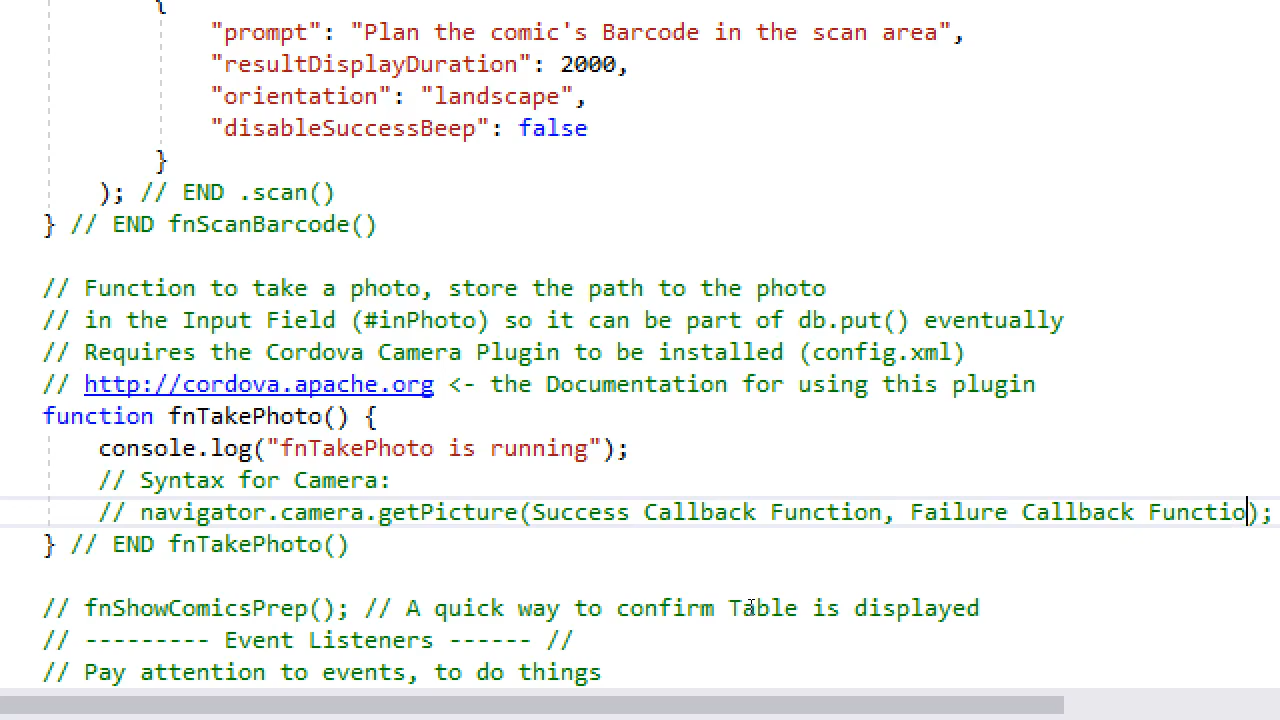 {
"prompt": "Plan the comic's Barcode in the scan area",
"resultDisplayDuration": 2000,
"orientation": "landscape",
"disableSuccessBeep": false
}
); // END .scan()
} // END fnScanBarcode()
// Function to take a photo, store the path to the photo
// in the Input Field (#inPhoto) so it can be part of db.put() eventually
// Requires the Cordova Camera Plugin to be installed (config.xml)
// http://cordova.apache.org <- the Documentation for using this plugin
function fnTakePhoto() {
console.log("fnTakePhoto is running");
// Syntax for Camera:
// navigator.camera.getPicture(Success Callback Function, Failure Callback Functio);
} // END fnTakePhoto()
// fnShowComicsPrep(); // A quick way to confirm Table is displayed
// --------- Event Listeners ------ //
// Pay attention to events, to do things